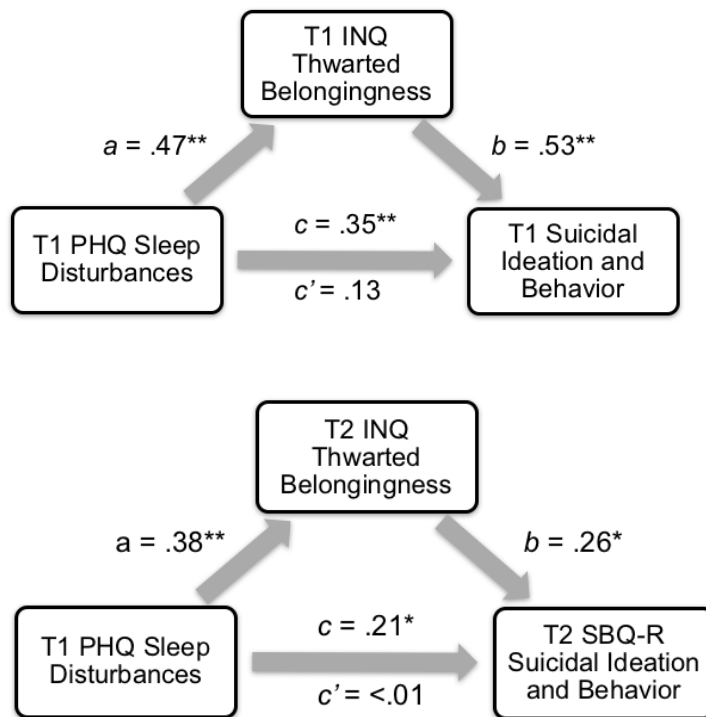 T1 INQ
Thwarted
Belongingness
a = .47**
b = .53**
T1 PHQ Sleep
Disturbances
c = .35**
c’ = .13
T1 Suicidal
Ideation and
Behavior
T2 INQ
Thwarted
Belongingness
a = .38**
b = .26*
T1 PHQ Sleep
Disturbances
c = .21*
c’ = <.01
T2 SBQ-R
Suicidal Ideation
and Behavior